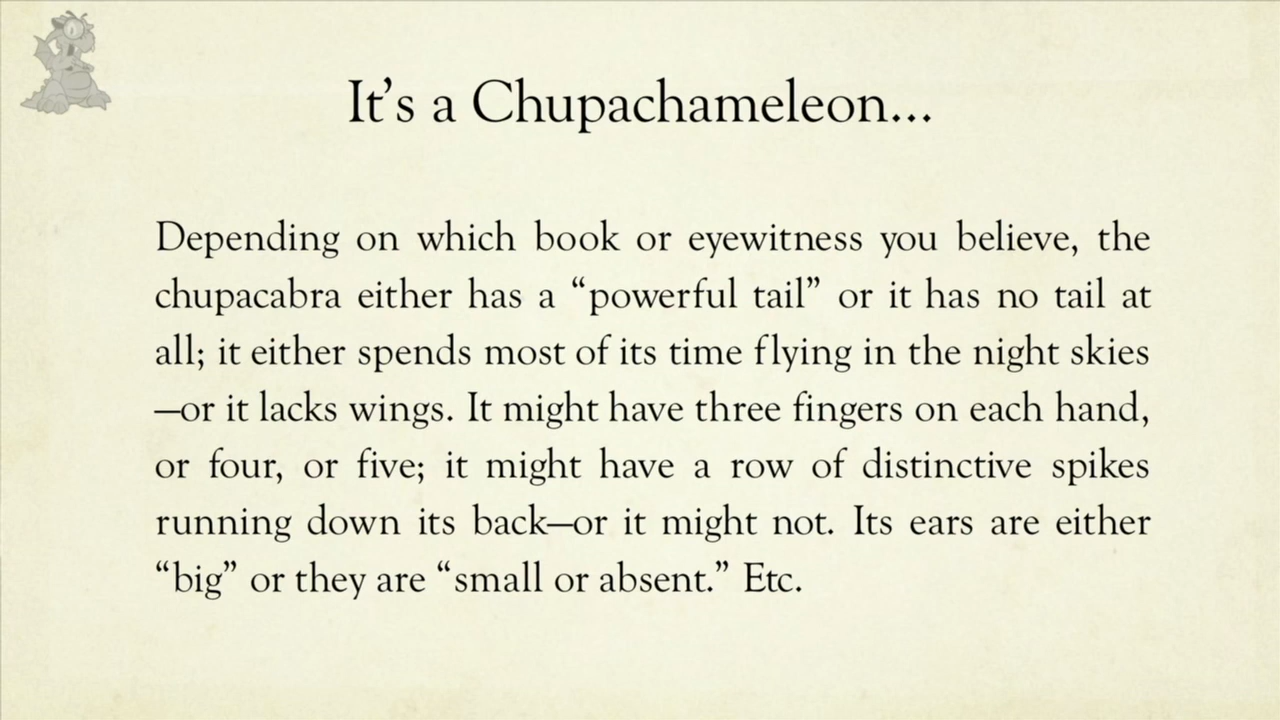 It’s a Chupachameleon...
Depending on which book or eyewitness you believe, the
chupacabra either has a “powerful tail” or it has no tail at
all; it either spends most of its time flying in the night skies
—or it lacks wings. It might have three fingers on each hand,
or four, or five; it might have a row of distinctive spikes
running down its back—or it might not. Its ears are either
“big” or they are “small or absent.” Etc.